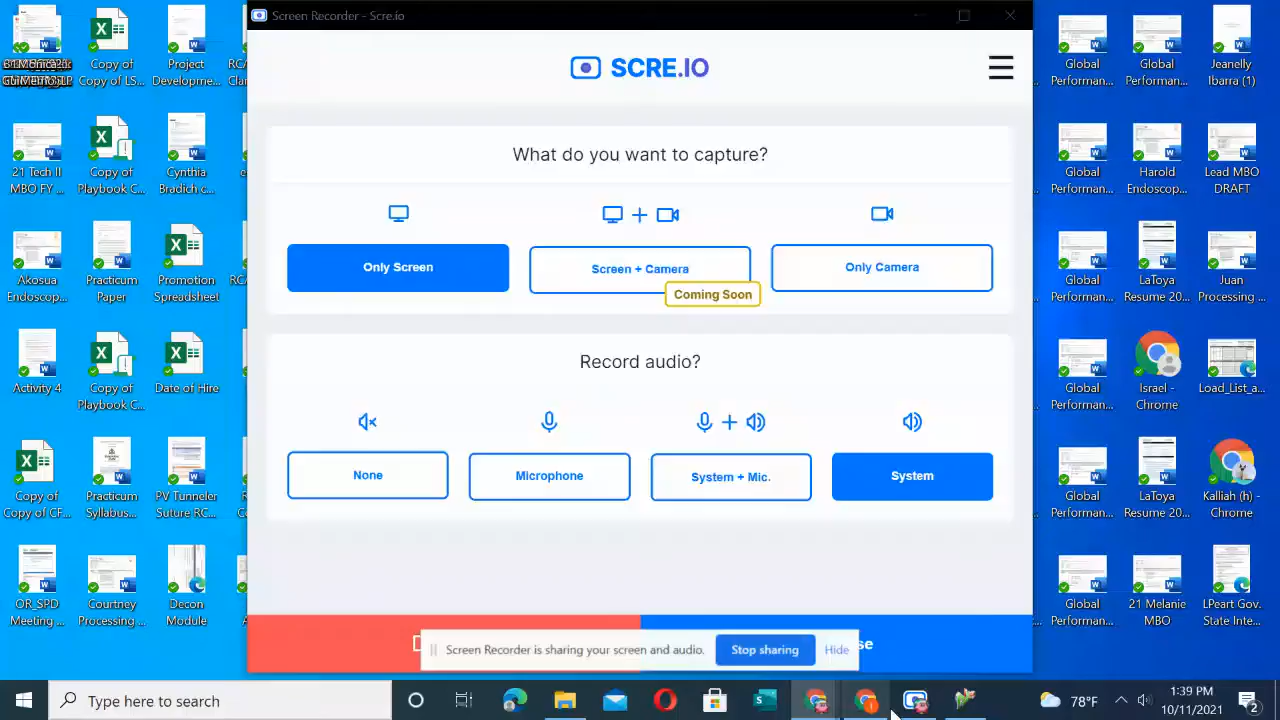 Screen Recorder - Scre.io
SCRE.IO
What do you want to capture?
Only Screen
Screen + Camera
Coming Soon
Only Camera
Record audio?
None
Microphone
System + Mic.
System
Screen Recorder is sharing your screen and audio.
Stop sharing
Hide
se
Copy of
Copy of LS...
Project
Developme...
21 Tech II
MBO FY ...
Copy of
Playbook C...
Cynthia
Bradich c...
Akosua
Endoscop...
Practicum
Paper
Promotion
Spreadsheet
Activity 4
Copy of
Playbook C...
Date of Hire
Copy of
Copy of CF...
Practicum
Syllabus...
PV Tunneler
Suture RC...
OR_SPD
Meeting ...
Courtney
Processing ...
Decon
Module
Global
Performan...
Global
Performan...
Jeanelly
Ibarra (1)
Global
Performan...
Harold
Endoscop...
Lead MBO
DRAFT
Global
Performan...
LaToya
Resume 20...
Juan
Processing ...
Global
Performan...
Israel -
Chrome
Load_List_a...
Global
Performan...
LaToya
Resume 20...
Kalliah (h) -
Chrome
Global
Performan...
21 Melanie
MBO
LPeart Gov.
State Inte...
Type here to search
78°F
1:39 PM
10/11/2021
2